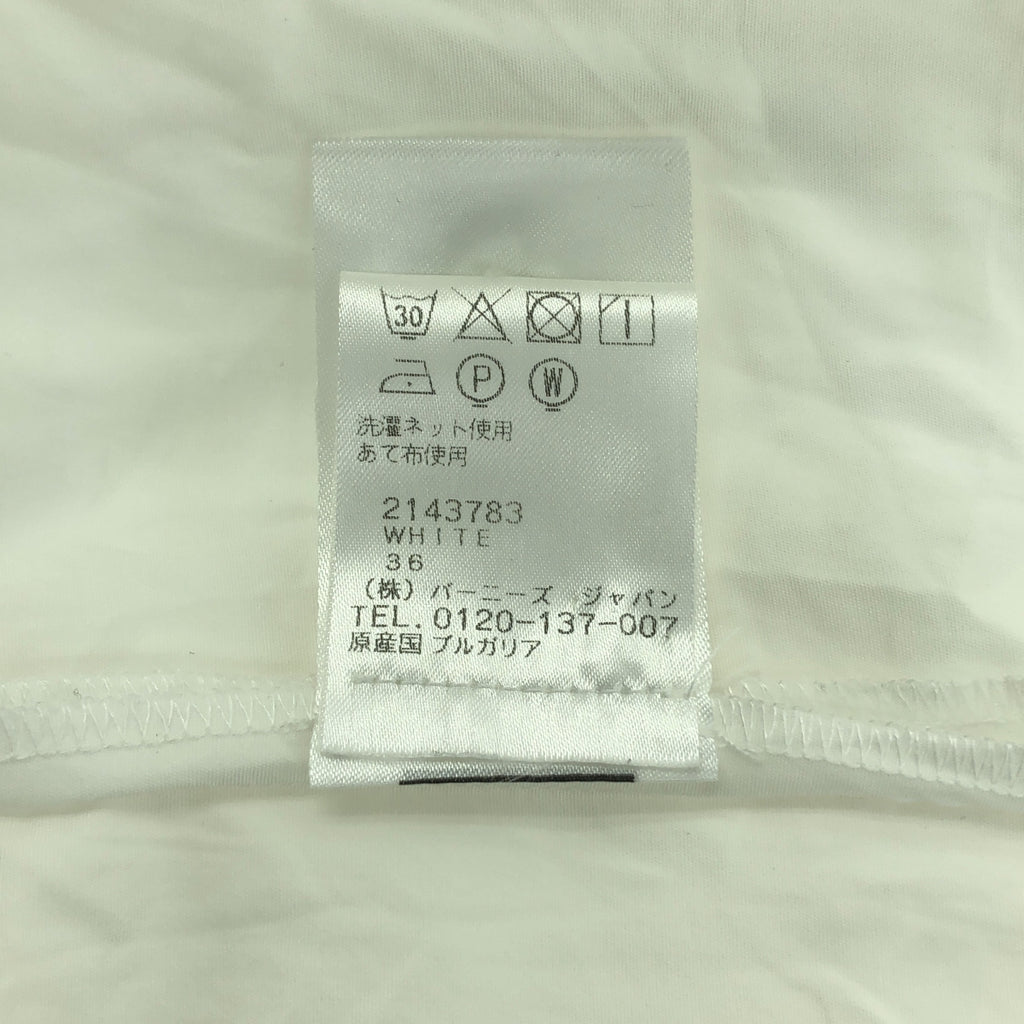 30
P W
洗濯ネット使用
あて布使用
2143783
WHITE
36
(株) バーニーズ ジャパン
TEL. 0120-137-007
原産国 ブルガリア